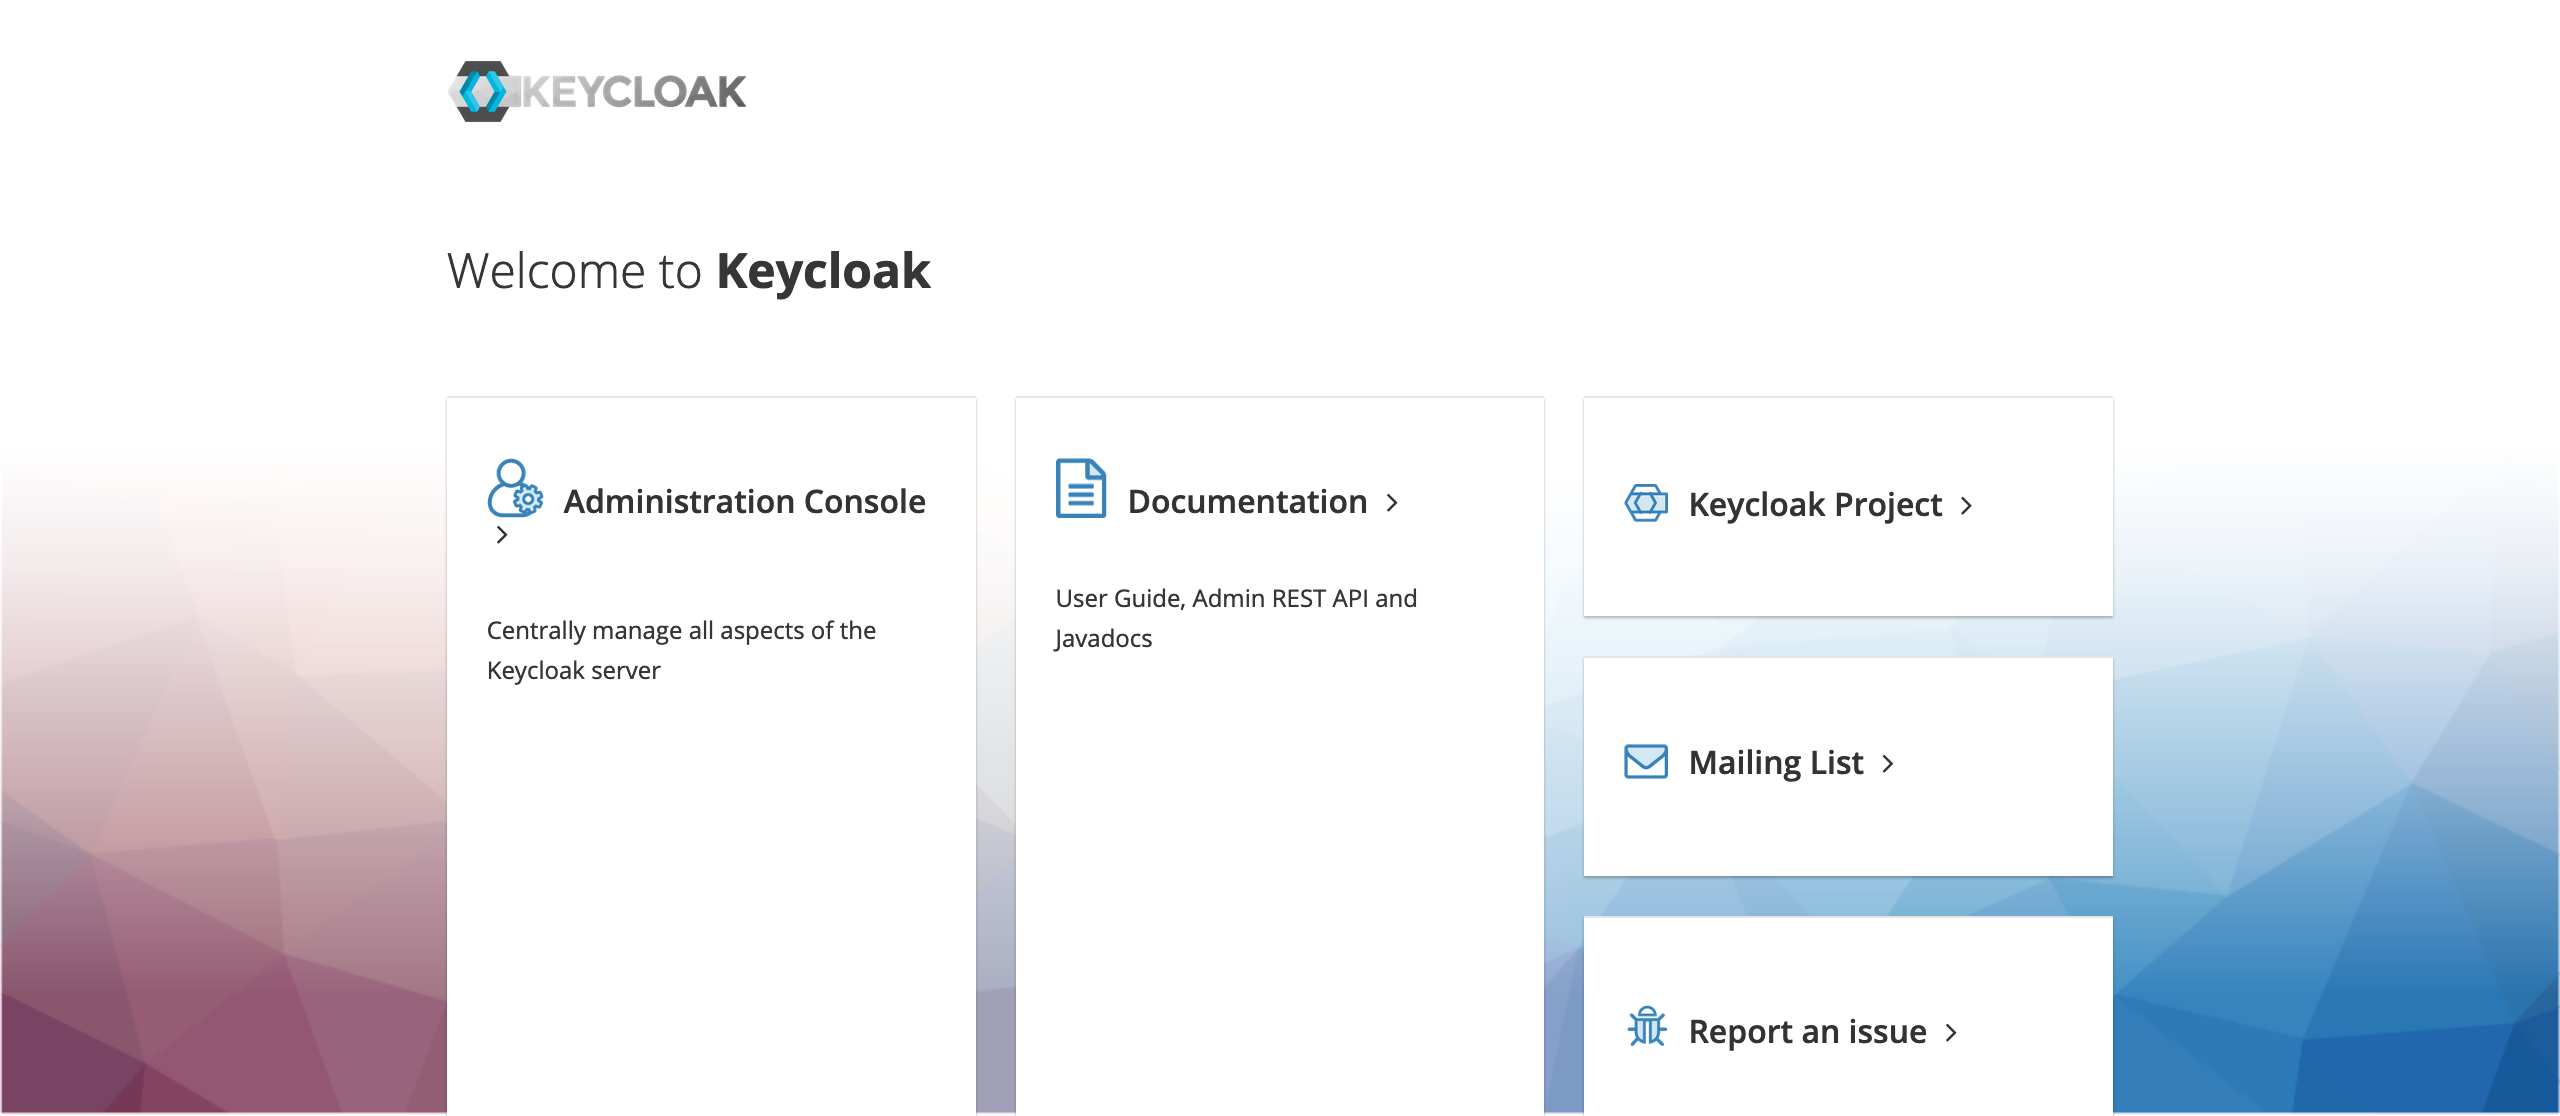 KEYCLOAK
Welcome to Keycloak
Administration Console
Centrally manage all aspects of the
Keycloak server
Documentation
User Guide, Admin REST API and
Javadocs
Keycloak Project
Mailing List
Report an issue